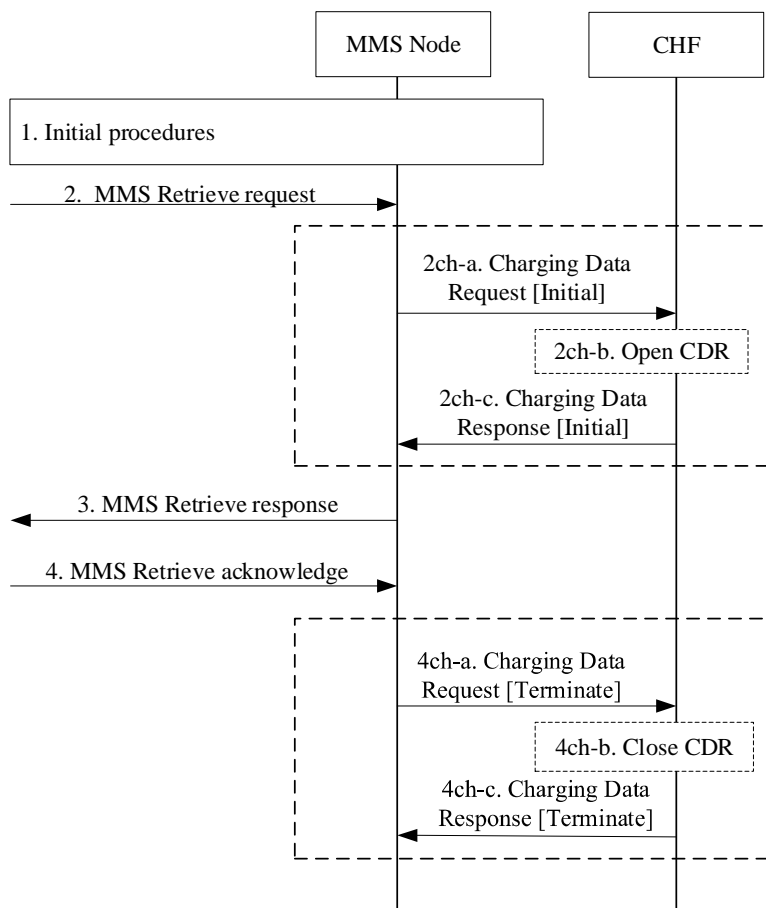 MMS Node
CHF
1. Initial procedures
2. MMS Retrieve request
2ch-a. Charging Data
Request [Initial]
2ch-b. Open CDR
2ch-c. Charging Data
Response [Initial]
3. MMS Retrieve response
4. MMS Retrieve acknowledge
4ch-a. Charging Data
Request [Terminate]
4ch-b. Close CDR
4ch-c. Charging Data
Response [Terminate]